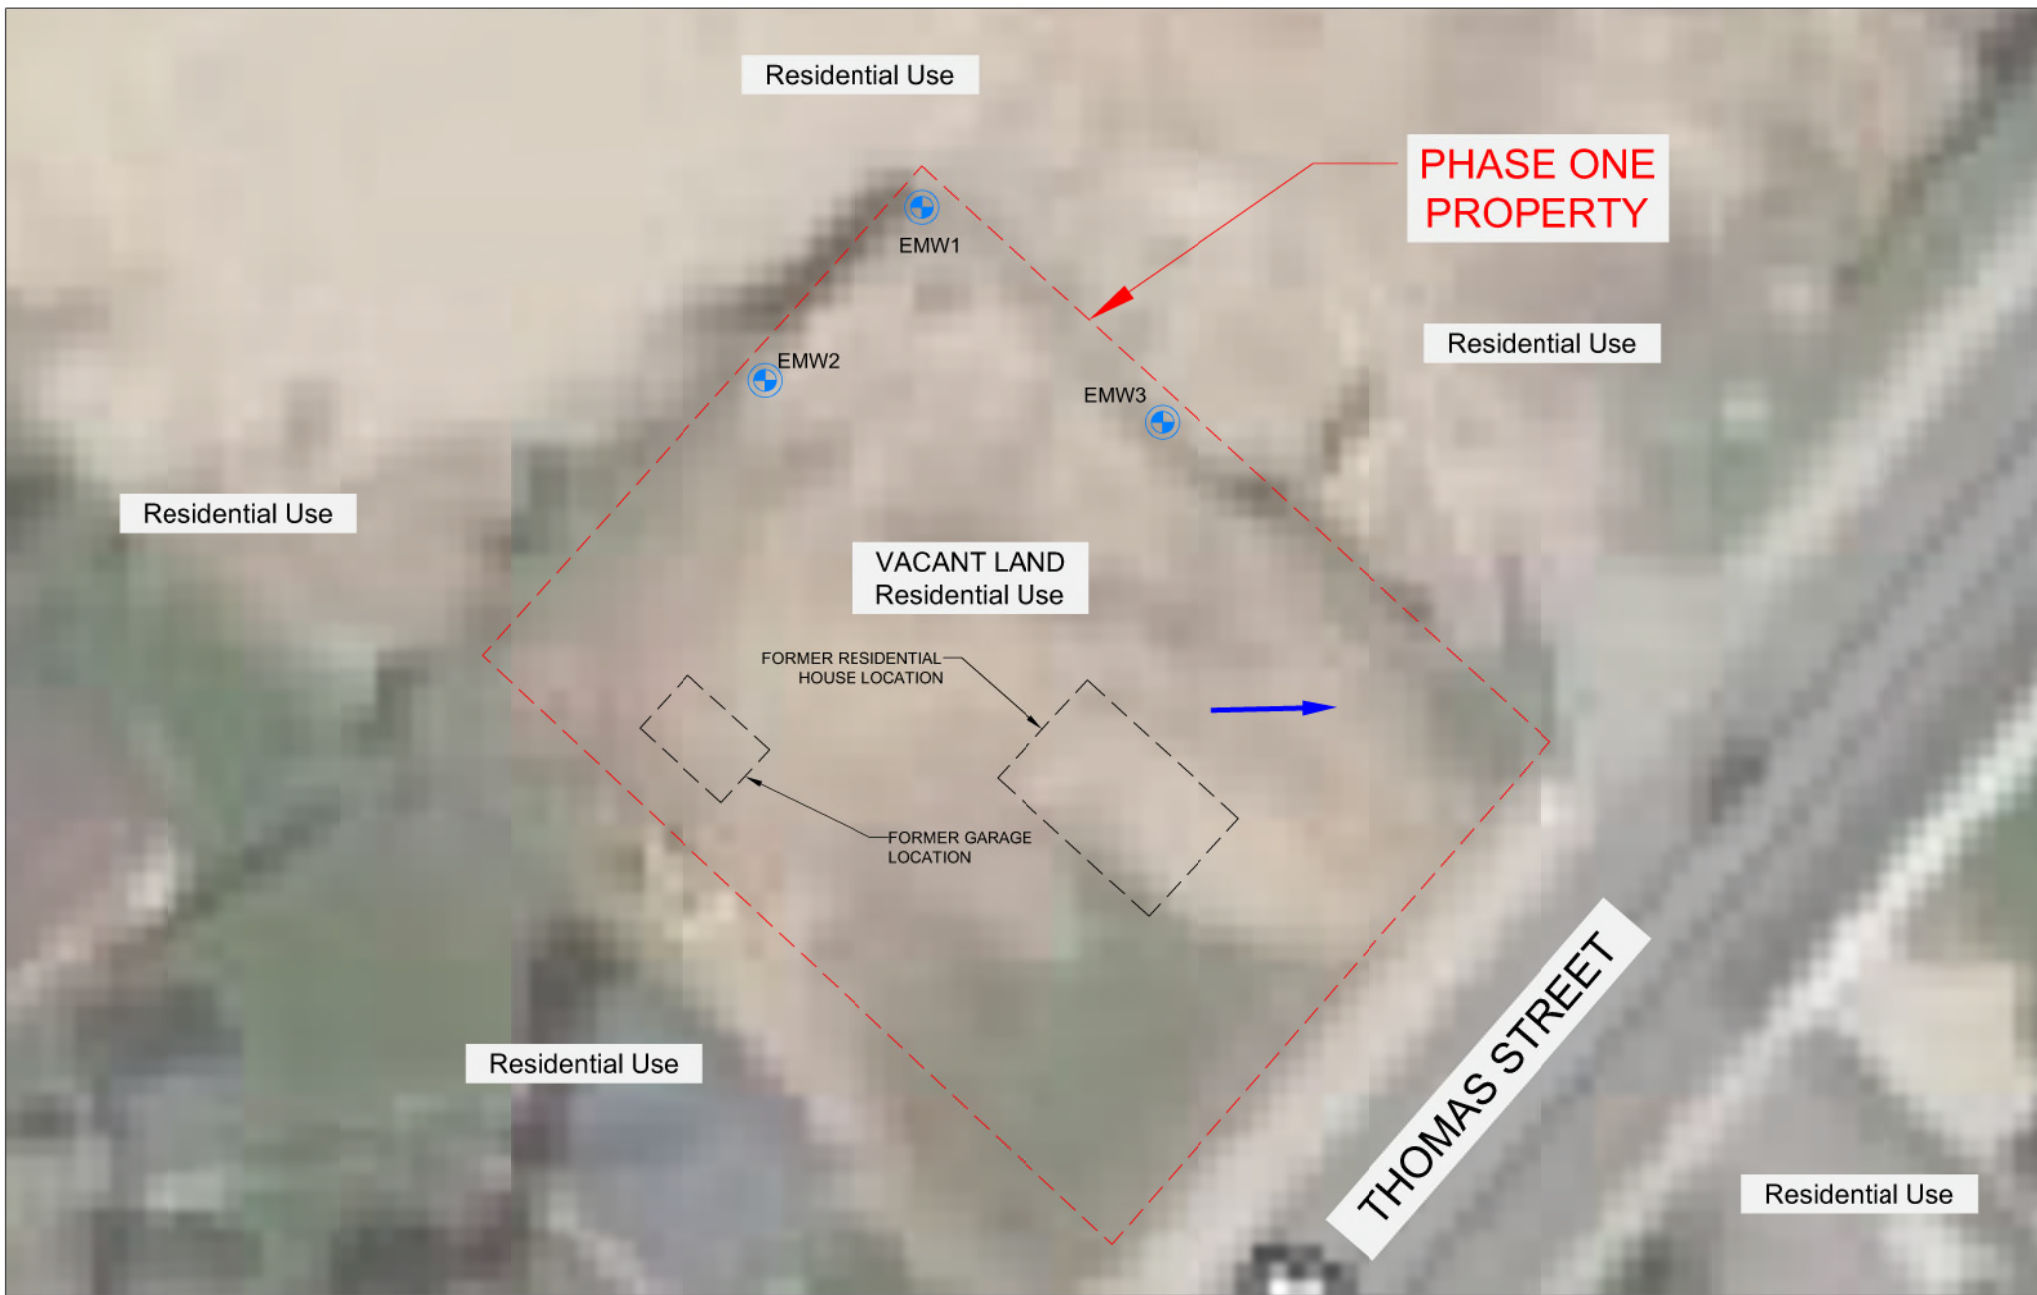 Residential Use
PHASE ONE
PROPERTY
EMW1
Residential Use
EMW2
EMW3
Residential Use
VACANT LAND
Residential Use
FORMER RESIDENTIAL
HOUSE LOCATION
FORMER GARAGE
LOCATION
THOMAS STREET
Residential Use
Residential Use